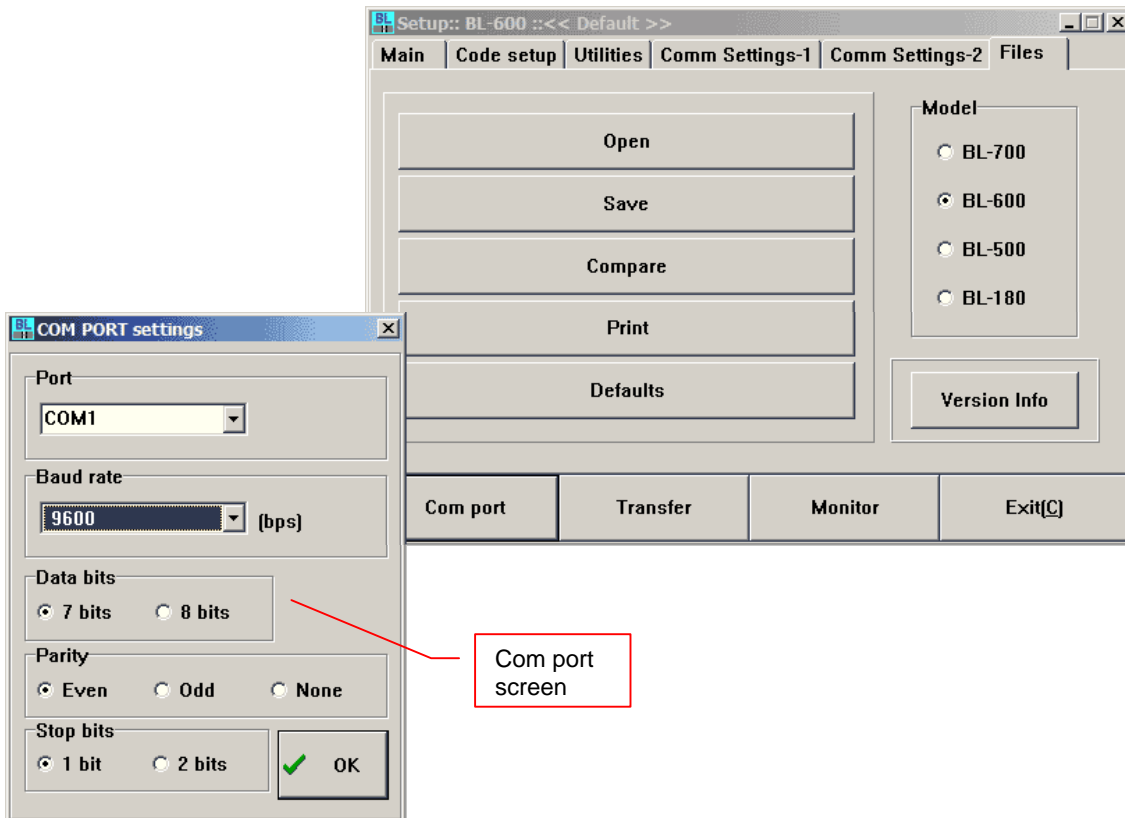 BL
Setup:: BL-600 ::<< Default >>
Main Code setup Utilities Comm Settings-1 Comm Settings-2 Files
Open
Save
Compare
Print
Defaults
Model
BL-700
BL-600
BL-500
BL-180
Version Info
Com port Transfer Monitor Exit(C)
BL
COM PORT settings
Port
COM1
Baud rate
9600 (bps)
Data bits
7 bits 8 bits
Parity
Even Odd None
Stop bits
1 bit 2 bits
OK
Com port
screen